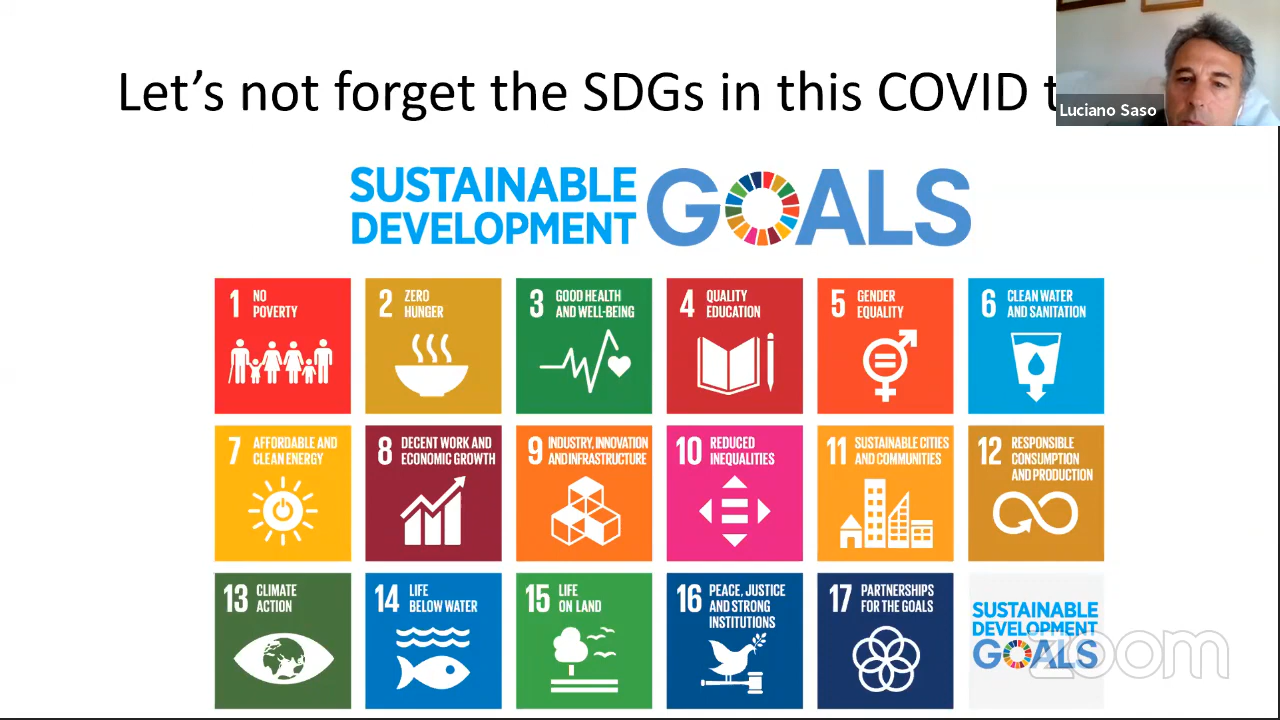 Let's not forget the SDGs in this COVID
Luciano Saso
SUSTAINABLE
DEVELOPMENT
GOALS
1 NO
POVERTY
2 ZERO
HUNGER
3 GOOD HEALTH
AND WELL-BEING
4 QUALITY
EDUCATION
5 GENDER
EQUALITY
6 CLEAN WATER
AND SANITATION
7 AFFORDABLE AND
CLEAN ENERGY
8 DECENT WORK AND
ECONOMIC GROWTH
9 INDUSTRY, INNOVATION
AND INFRASTRUCTURE
10 REDUCED
INEQUALITIES
11 SUSTAINABLE CITIES
AND COMMUNITIES
12 RESPONSIBLE
CONSUMPTION
AND PRODUCTION
13 CLIMATE
ACTION
14 LIFE
BELOW WATER
15 LIFE
ON LAND
16 PEACE, JUSTICE
AND STRONG
INSTITUTIONS
17 PARTNERSHIPS
FOR THE GOALS
SUSTAINABLE
DEVELOPMENT
GOALS
zoom